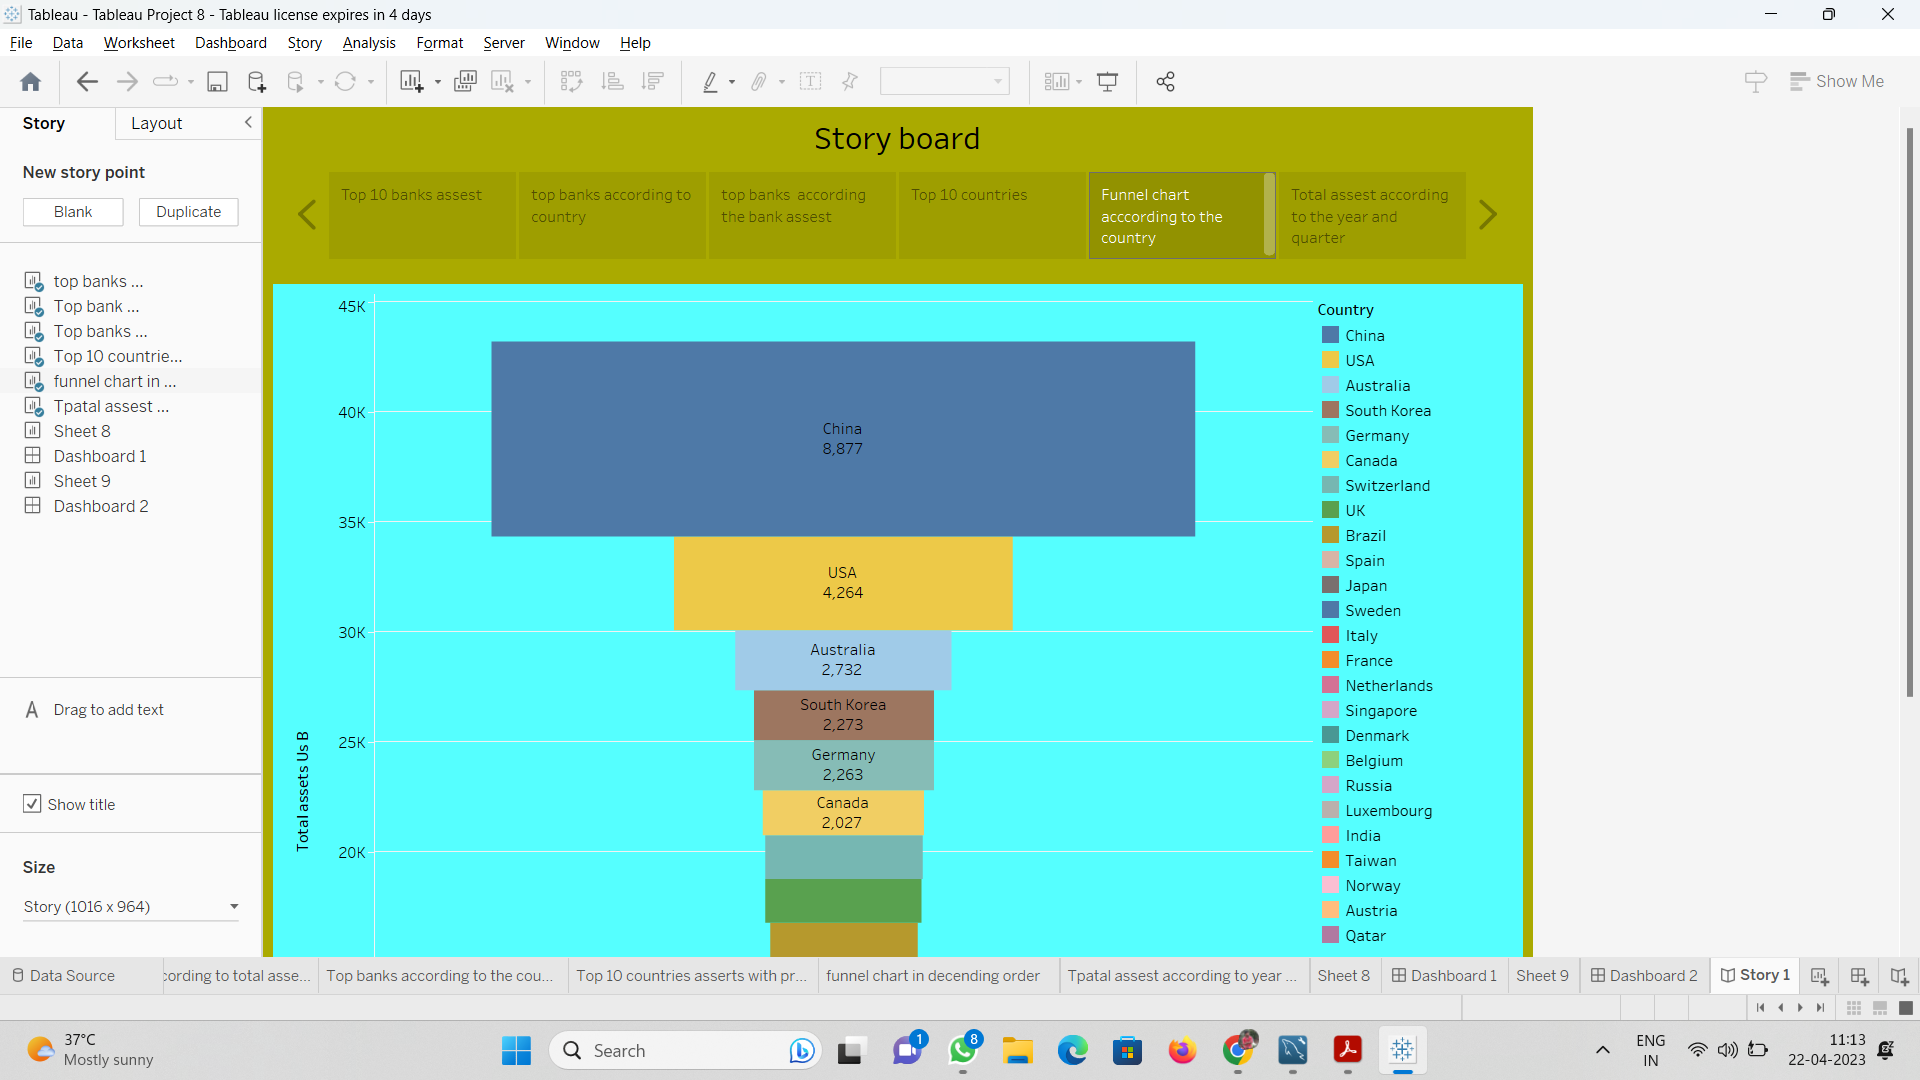 Tableau - Tableau Project 8 - Tableau license expires in 4 days
File Data Worksheet Dashboard Story Analysis Format Server Window Help
Show Me
Story Layout
New story point
Blank Duplicate
top banks ...
Top bank ...
Top banks ...
Top 10 countrie...
funnel chart in ...
Tpatal assest ...
Sheet 8
Dashboard 1
Sheet 9
Dashboard 2
Drag to add text
Show title
Size
Story (1016 x 964)
Story board
Top 10 banks assest
top banks according to
country
top banks according
the bank assest
Top 10 countries
Funnel chart
acccording to the
country
Total assest according
to the year and
quarter
45K
40K
35K
30K
25K
20K
Total assets Us B
China
8,877
USA
4,264
Australia
2,732
South Korea
2,273
Germany
2,263
Canada
2,027
Country
China
USA
Australia
South Korea
Germany
Canada
Switzerland
UK
Brazil
Spain
Japan
Sweden
Italy
France
Netherlands
Singapore
Denmark
Belgium
Russia
Luxembourg
India
Taiwan
Norway
Austria
Qatar
Data Source cording to total asse... Top banks according to the cou... Top 10 countries asserts with pr... funnel chart in decending order Tpatal assest according to year ... Sheet 8 Dashboard 1 Sheet 9 Dashboard 2 Story 1
37°C
Mostly sunny
Search
1
8
ENG
IN
11:13
22-04-2023